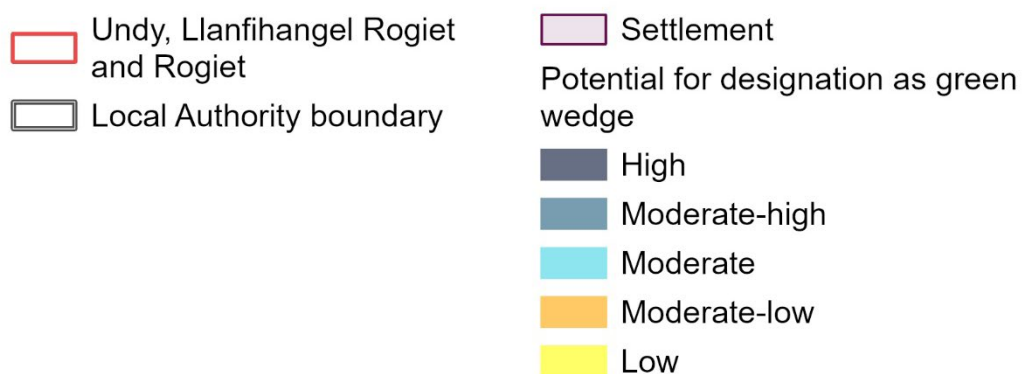 Undy, Llanfihangel Rogiet
and Rogiet
Local Authority boundary
Settlement
Potential for designation as green
wedge
High
Moderate-high
Moderate
Moderate-low
Low